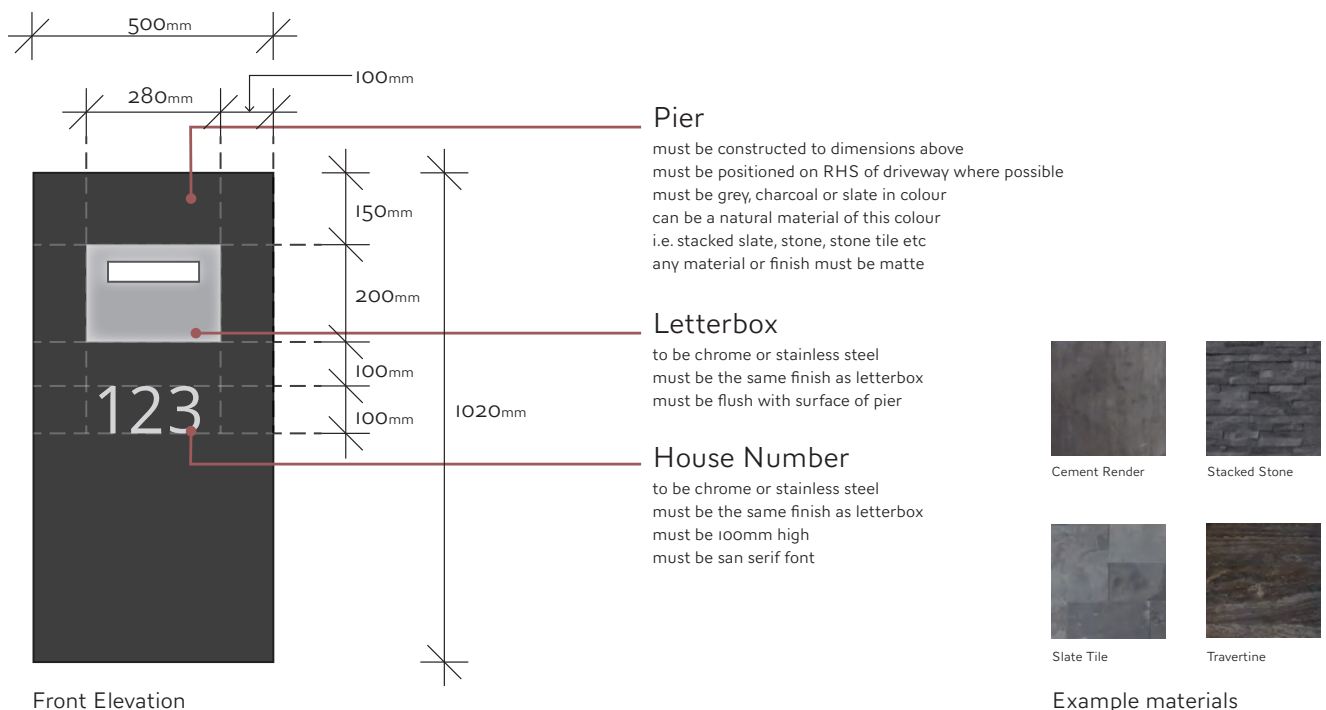 500mm
100mm
280mm
Pier
must be constructed to dimensions above
must be positioned on RHS of driveway where possible
must be grey, charcoal or slate in colour
can be a natural material of this colour
i.e. stacked slate, stone, stone tile etc
any material or finish must be matte
150mm
200mm
Letterbox
to be chrome or stainless steel
must be the same finish as letterbox
must be flush with surface of pier
100mm
123
100mm
1020mm
House Number
to be chrome or stainless steel
must be the same finish as letterbox
must be 100mm high
must be san serif font
Cement Render
Stacked Stone
Slate Tile
Travertine
Front Elevation
Example materials